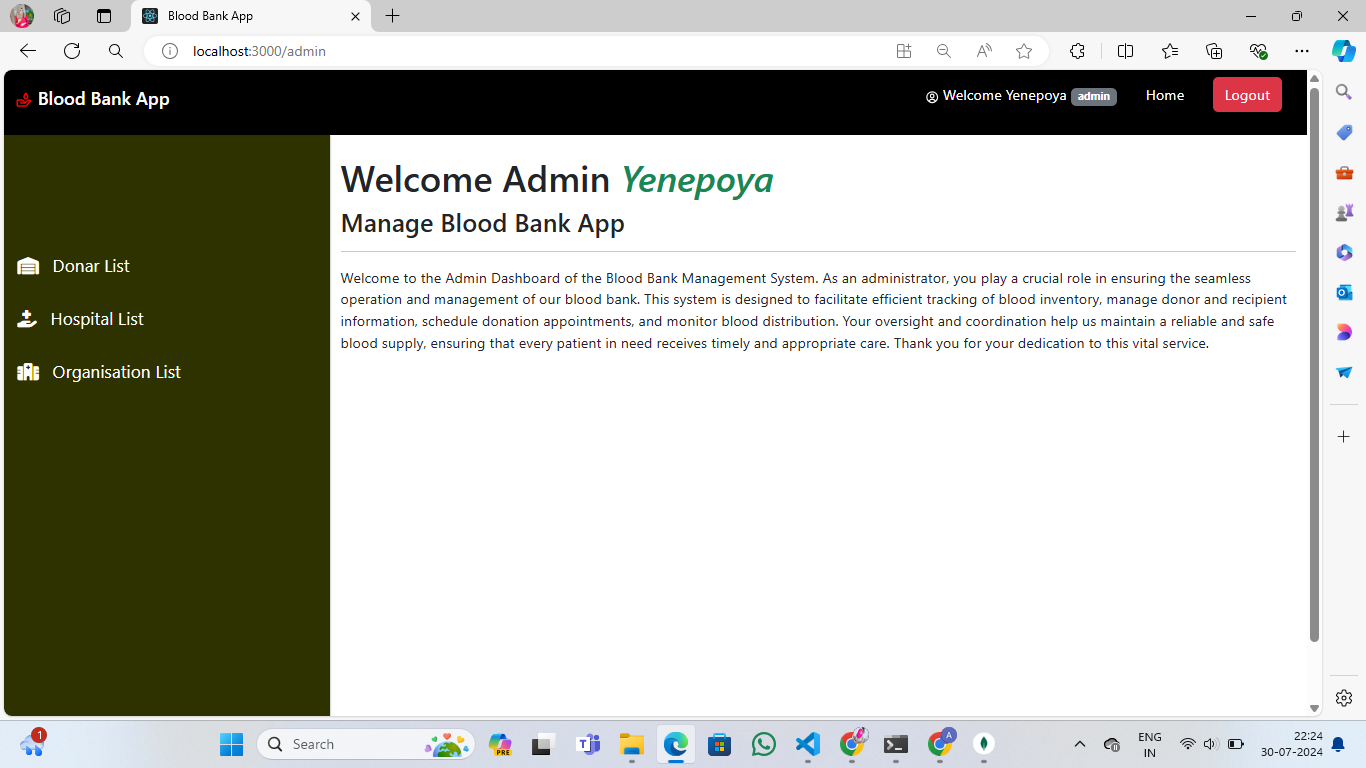 Blood Bank App
localhost:3000/admin
Blood Bank App
Welcome Yenepoya admin
Home
Logout
Donar List
Hospital List
Organisation List
Welcome Admin Yenepoya
Manage Blood Bank App
Welcome to the Admin Dashboard of the Blood Bank Management System. As an administrator, you play a crucial role in ensuring the seamless
operation and management of our blood bank. This system is designed to facilitate efficient tracking of blood inventory, manage donor and recipient
information, schedule donation appointments, and monitor blood distribution. Your oversight and coordination help us maintain a reliable and safe
blood supply, ensuring that every patient in need receives timely and appropriate care. Thank you for your dedication to this vital service.
1
Search
PRE
A
ENG
IN
22:24
30-07-2024